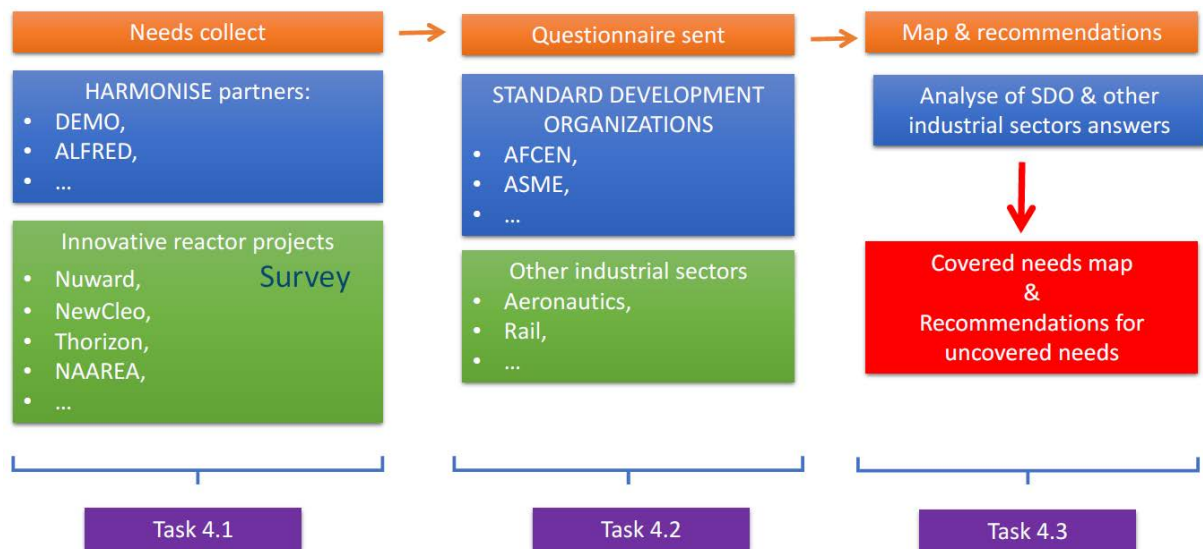 Needs collect
HARMONISE partners:
• DEMO,
• ALFRED,
• ...
Innovative reactor projects
• Nuward,
Survey
• NewCleo,
• Thorizon,
• NAAREA,
• ...
Task 4.1
Questionnaire sent
STANDARD DEVELOPMENT
ORGANIZATIONS
• AFCEN,
• ASME,
• ...
Other industrial sectors
• Aeronautics,
• Rail,
• ...
Task 4.2
Map & recommendations
Analyse of SDO & other
industrial sectors answers
Covered needs map
&
Recommendations for
uncovered needs
Task 4.3